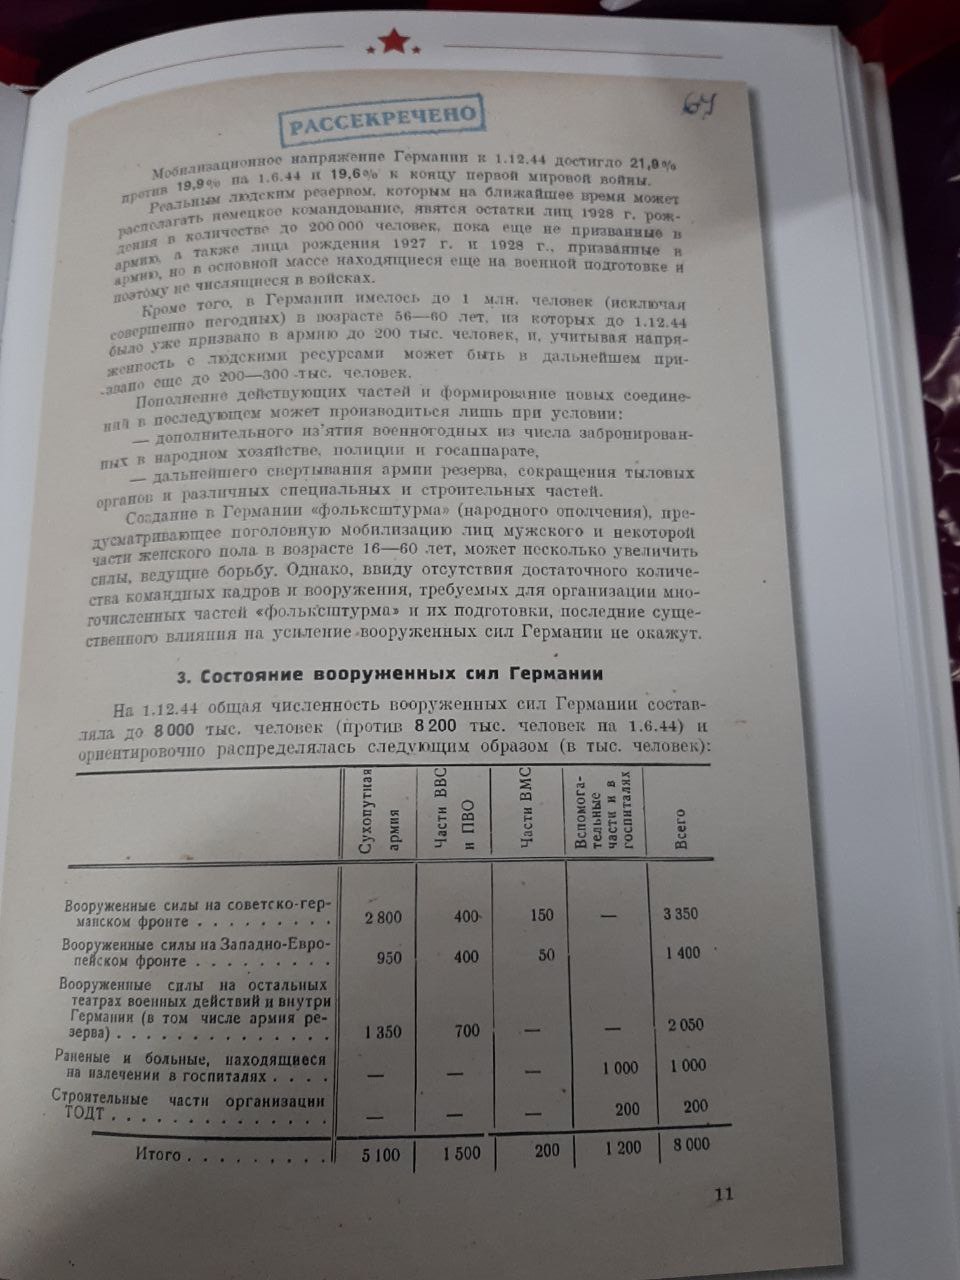 РАССЕКРЕЧЕНО
Мобилизационное напряжение Германии к 1.12.44 достигло 21,9%
против 19,9% на 1.6.44 и 19,6% к концу первой мировой войны.
Реальным людским резервом, которым на ближайшее время может
располагать немецкое командование, явятся остатки лиц 1928 г. рож-
дения в количестве до 200 000 человек, пока еще не призванные в
армию, а также лица рождения 1927 г. и 1928 г., призванные в
армию, но в основной массе находящиеся еще на военной подготовке и
поэтому не числящиеся в войсках.
Кроме того, в Германии имелось до 1 млн. человек (исключая
совершенно негодных) в возрасте 56—60 лет, из которых до 1.12.44
было уже призвано в армию до 200 тыс. человек, и, учитывая напря-
женность с людскими ресурсами может быть в дальнейшем при-
звано еще до 200—300 тыс. человек.
Пополнение действующих частей и формирование новых соедине-
ний в последующем может производиться лишь при условии:
— дополнительного из'ятия военногодных из числа забронирован-
ных в народном хозяйстве, полиции и госаппарате,
— дальнейшего свертывания армии резерва, сокращения тыловых
органов и различных специальных и строительных частей.
Создание в Германии «фольксштурма» (народного ополчения), пре-
дусматривающее поголовную мобилизацию лиц мужского и некоторой
части женского пола в возрасте 16—60 лет, может несколько увеличить
силы, ведущие борьбу. Однако, ввиду отсутствия достаточного количе-
ства командных кадров и вооружения, требуемых для организации мно-
гочисленных частей «фольксштурма» и их подготовки, последние суще-
ственного влияния на усиление вооруженных сил Германии не окажут.
3. Состояние вооруженных сил Германии
На 1.12.44 общая численность вооруженных сил Германии состав-
ляла до 8 000 тыс. человек (против 8 200 тыс. человек на 1.6.44) и
ориентировочно распределялась следующим образом (в тыс. человек):
Сухопутная армия Части ВВС и ПВО Части ВМС Вспомога-тельные части и в госпиталях Всего
Вооруженные силы на советско-гер-
манском фронте . . . . . . . . . 2 800 400 150 — 3 350
Вооруженные силы на Западно-Евро-
пейском фронте . . . . . . . . . 950 400 50 1 400
Вооруженные силы на остальных
театрах военных действий и внутри
Германии (в том числе армия ре-
зерва) . . . . . . . . . . . . . . 1 350 700 — — 2 050
Раненые и больные, находящиеся
на излечении в госпиталях . . . . — — — 1 000 1 000
Строительные части организации
ТОДТ . . . . . . . . . . . . . . — — — 200 200
Итого . . . . . . . . . 5 100 1 500 200 1 200 8 000
11